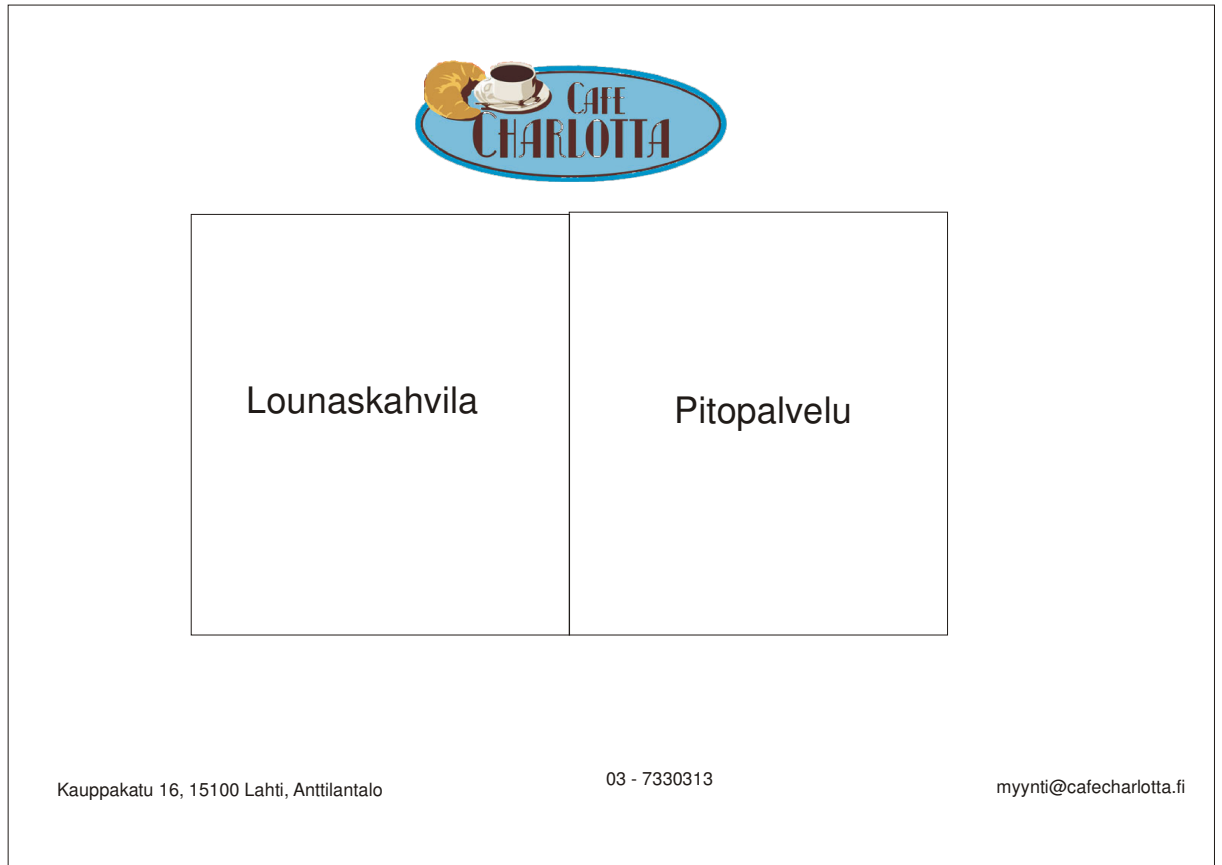 CAFE
CHARLOTTA
Lounaskahvila
Pitopalvelu
Kauppakatu 16, 15100 Lahti, Anttilantalo
03 - 7330313
myynti@cafecharlotta.fi